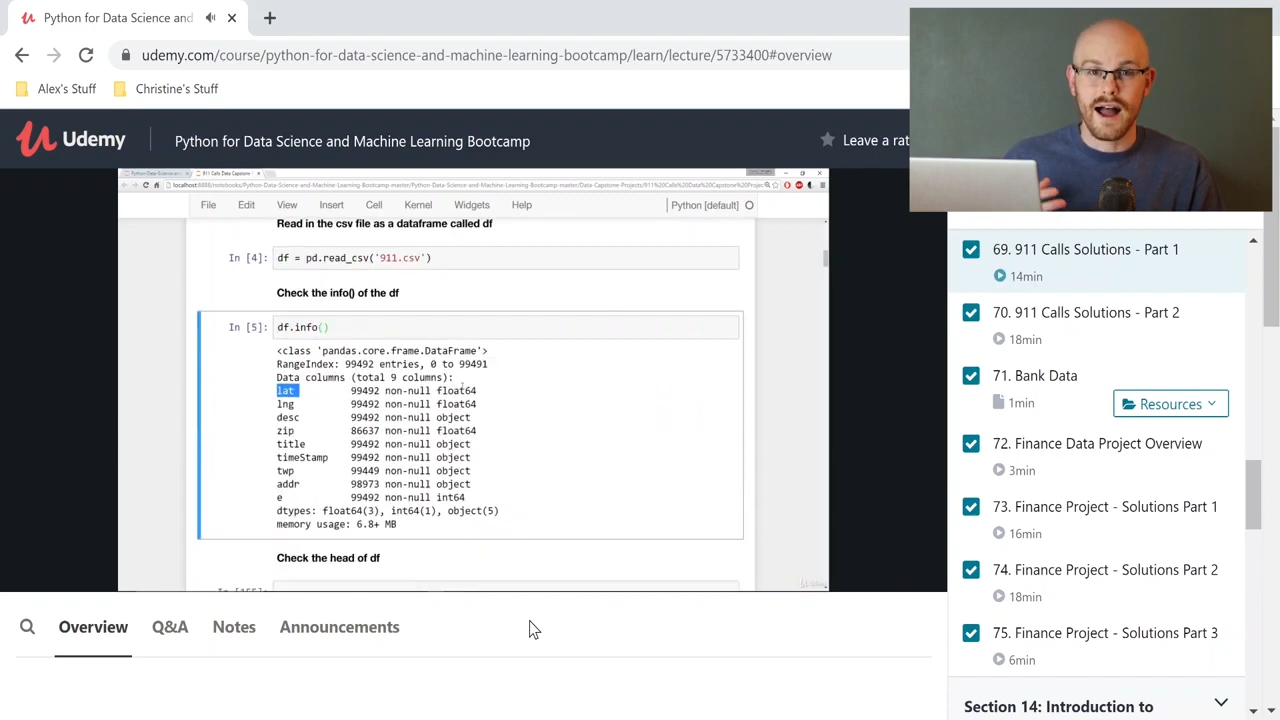 Python for Data Science and
udemy.com/course/python-for-data-science-and-machine-learning-bootcamp/learn/lecture/5733400#overview
Alex's Stuff
Christine's Stuff
Udemy
Python for Data Science and Machine Learning Bootcamp
Leave a rat
911 Calls Data Capstone
File Edit View Insert Cell Kernel Widgets Help
Python [default]
Read in the csv file as a dataframe called df
In [4]: df = pd.read_csv('911.csv')
Check the info() of the df
In [5]: df.info()
<class 'pandas.core.frame.DataFrame'>
RangeIndex: 99492 entries, 0 to 99491
Data columns (total 9 columns):
lat 99492 non-null float64
lng 99492 non-null float64
desc 99492 non-null object
zip 86637 non-null float64
title 99492 non-null object
timeStamp 99492 non-null object
twp 99449 non-null object
addr 98973 non-null object
e 99492 non-null int64
dtypes: float64(3), int64(1), object(5)
memory usage: 6.8+ MB
Check the head of df
Overview Q&A Notes Announcements
69. 911 Calls Solutions - Part 1
14min
70. 911 Calls Solutions - Part 2
18min
71. Bank Data
1min
Resources
72. Finance Data Project Overview
3min
73. Finance Project - Solutions Part 1
16min
74. Finance Project - Solutions Part 2
18min
75. Finance Project - Solutions Part 3
6min
Section 14: Introduction to